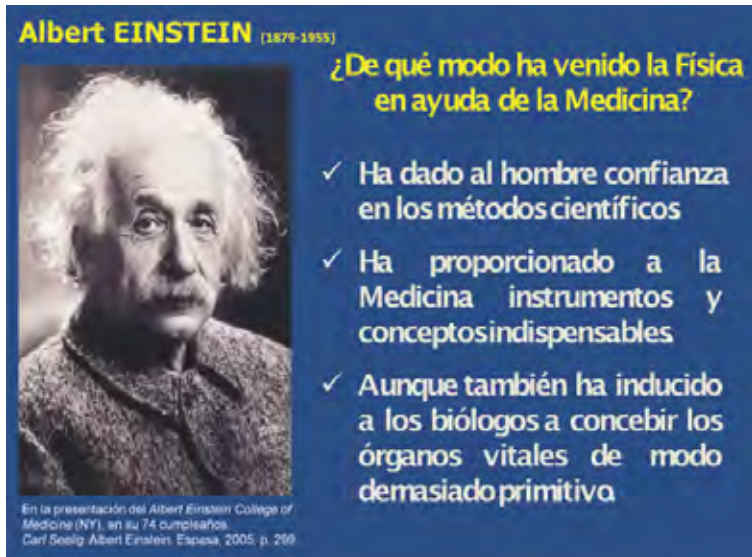 Albert EINSTEIN (1879-1955)
¿De qué modo ha venido la Física
en ayuda de la Medicina?
✓ Ha dado al hombre confianza
en los métodos científicos
✓ Ha proporcionado a la
Medicina instrumentos y
conceptos indispensables.
✓ Aunque también ha inducido
a los biólogos a concebir los
órganos vitales de modo
demasiado primitivo.
En la presentación del Albert Einstein College of
Medicine (NY), en su 74 cumpleaños.
Carl Seelig. Albert Einstein. Espasa, 2005, p. 299